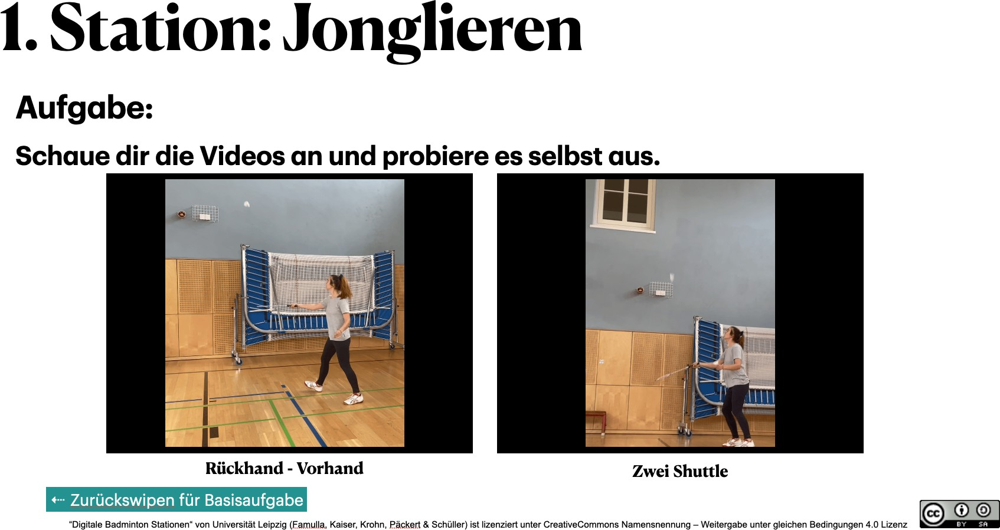 1. Station: Jonglieren
Aufgabe:
Schaue dir die Videos an und probiere es selbst aus.
Rückhand - Vorhand
Zwei Shuttle
⇠ Zurückswipen für Basisaufgabe
“Digitale Badminton Stationen“ von Universität Leipzig (Famulla, Kaiser, Krohn, Päckert & Schüller) ist lizenziert unter CreativeCommons Namensnennung – Weitergabe unter gleichen Bedingungen 4.0 Lizenz
cc BY SA